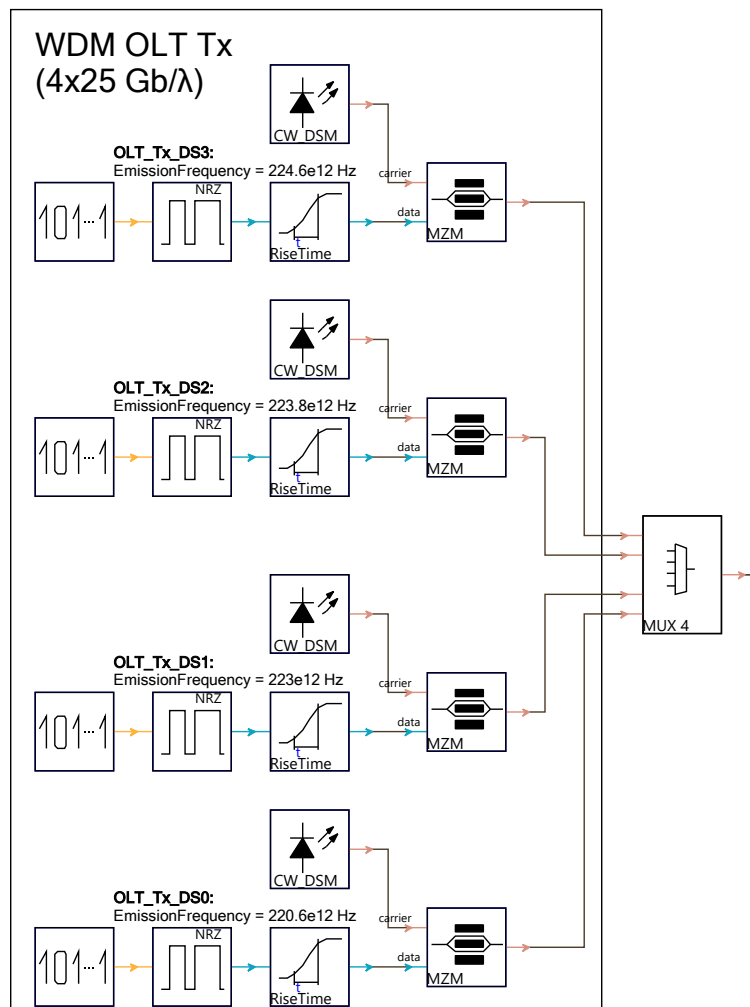 WDM OLT Tx
(4x25 Gb/λ)
CW_DSM
OLT_Tx_DS3:
EmissionFrequency = 224.6e12 Hz
carrier
NRZ
101...1
data
t
RiseTime
MZM
CW_DSM
OLT_Tx_DS2:
EmissionFrequency = 223.8e12 Hz
carrier
NRZ
101...1
data
t
RiseTime
MZM
MUX 4
CW_DSM
OLT_Tx_DS1:
EmissionFrequency = 223e12 Hz
carrier
NRZ
101...1
data
t
RiseTime
MZM
CW_DSM
OLT_Tx_DS0:
EmissionFrequency = 220.6e12 Hz
carrier
NRZ
101...1
data
t
RiseTime
MZM